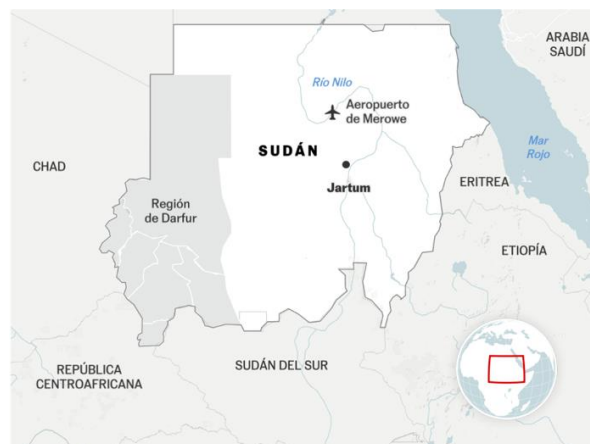 ARABIA
SAUDÍ
Río Nilo
Aeropuerto
de Merowe
Mar
Rojo
SUDÁN
CHAD
Jartum
ERITREA
Región
de Darfur
ETIOPÍA
REPÚBLICA
CENTROAFRICANA
SUDÁN DEL SUR